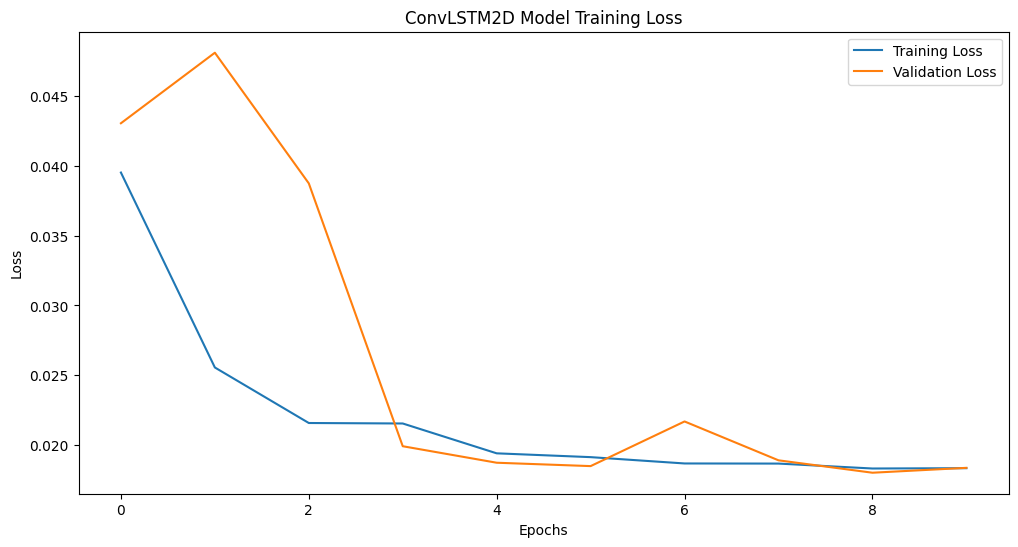 ConvLSTM2D Model Training Loss
Training Loss
Validation Loss
0.045
0.040
0.035
0.030
0.025
0.020
Loss
0 2 4 6 8
Epochs